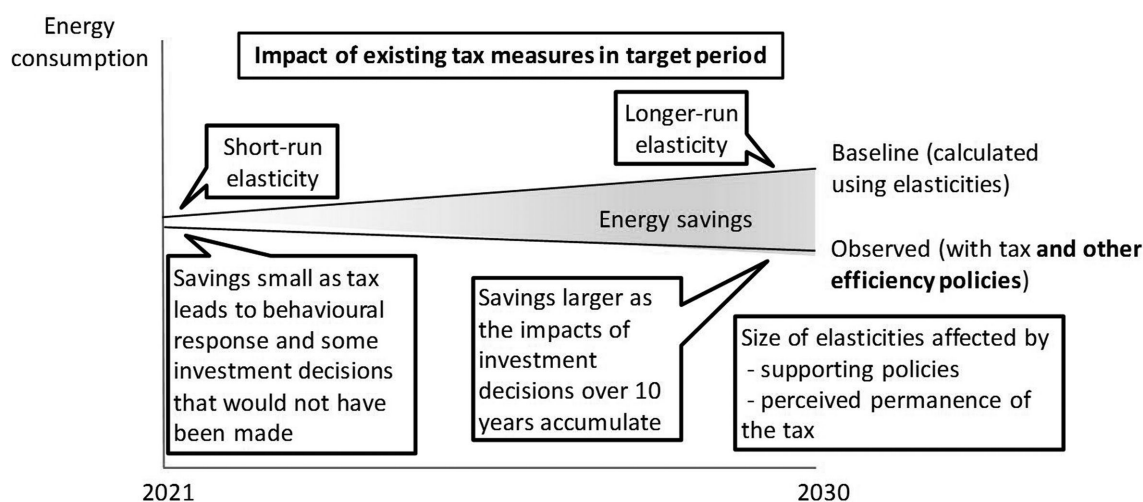 Energy
consumption
Impact of existing tax measures in target period
Short-run
elasticity
Longer-run
elasticity
Baseline (calculated
using elasticities)
Energy savings
Observed (with tax and other
efficiency policies)
Savings small as tax
leads to behavioural
response and some
investment decisions
that would not have
been made
Savings larger as
the impacts of
investment
decisions over 10
years accumulate
Size of elasticities affected by
- supporting policies
- perceived permanence of
the tax
2021
2030